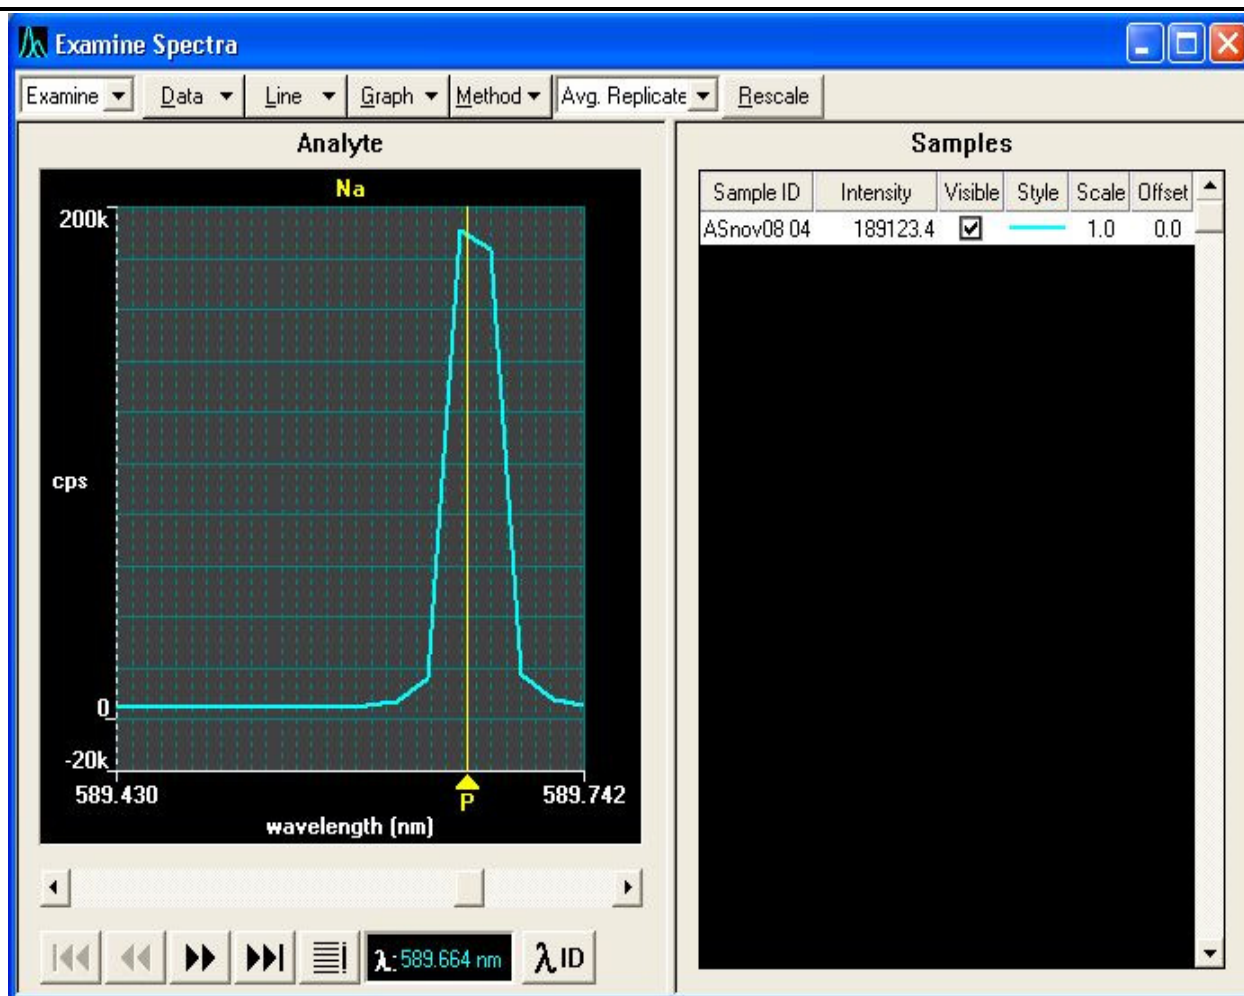 Examine Spectra
Examine Data Line Graph Method Avg. Replicate Rescale
Analyte
Na
200k
cps
0
-20k
589.430 P 589.742
wavelength (nm)
λ: 589.664 nm λ ID
Samples
Sample ID Intensity Visible Style Scale Offset
ASnov08 04 189123.4 1.0 0.0